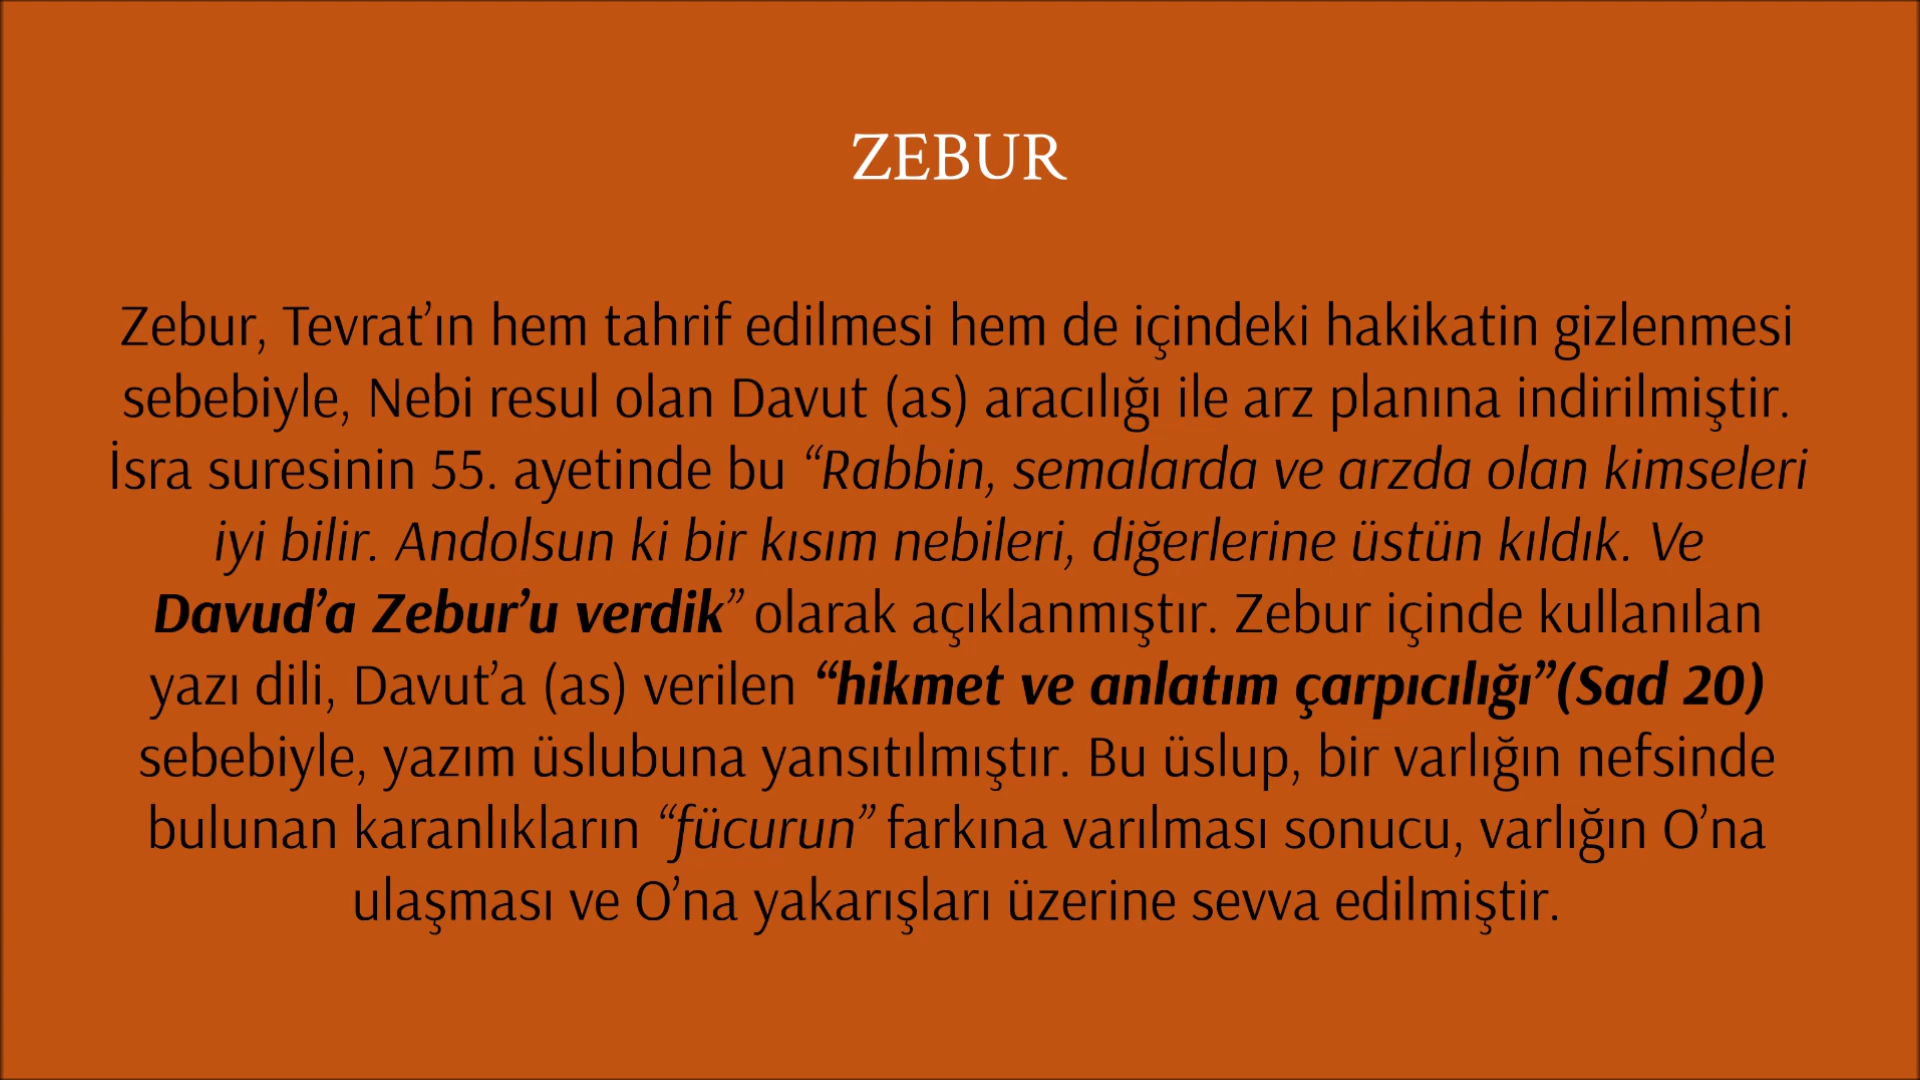 ZEBUR
Zebur, Tevrat’ın hem tahrif edilmesi hem de içindeki hakikatin gizlenmesi
sebebiyle, Nebi resul olan Davut (as) aracılığı ile arz planına indirilmiştir.
İsra suresinin 55. ayetinde bu “Rabbin, semalarda ve arzda olan kimseleri
iyi bilir. Andolsun ki bir kısım nebileri, diğerlerine üstün kıldık. Ve
Davud’a Zebur’u verdik” olarak açıklanmıştır. Zebur içinde kullanılan
yazı dili, Davut’a (as) verilen “hikmet ve anlatım çarpıcılığı”(Sad 20)
sebebiyle, yazım üslubuna yansıtılmıştır. Bu üslup, bir varlığın nefsinde
bulunan karanlıkların “fücurun” farkına varılması sonucu, varlığın O’na
ulaşması ve O’na yakarışları üzerine sevva edilmiştir.